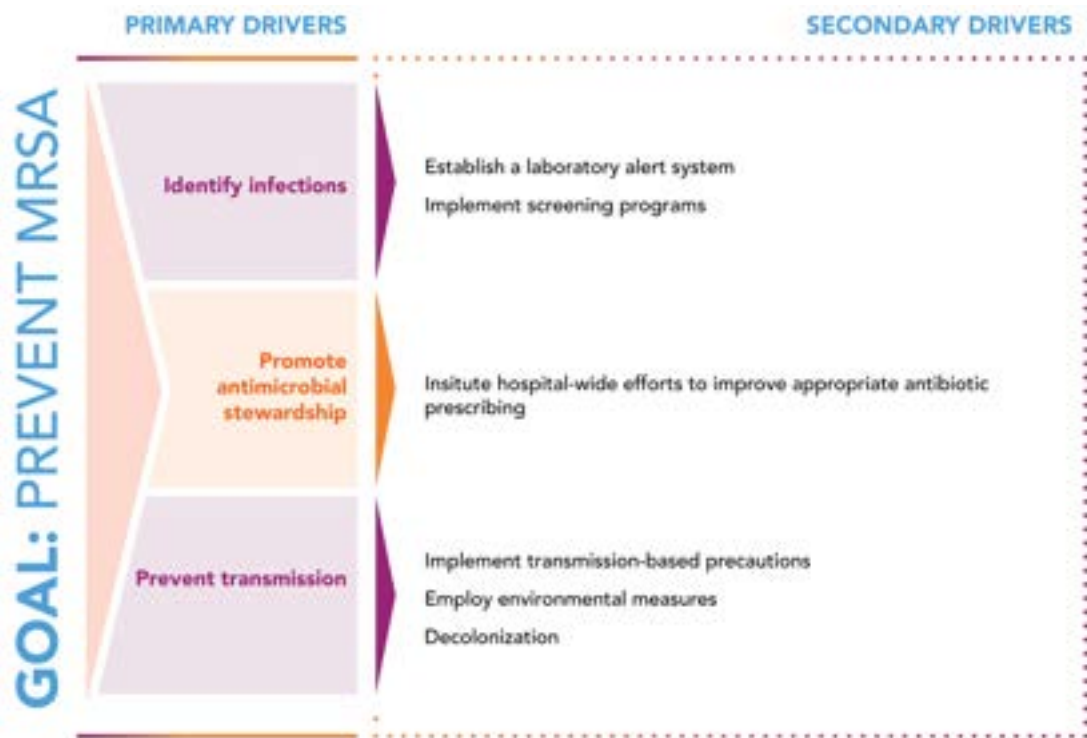 PRIMARY DRIVERS
SECONDARY DRIVERS
GOAL: PREVENT MRSA
Identify infections
Establish a laboratory alert system
Implement screening programs
Promote
antimicrobial
stewardship
Insitute hospital-wide efforts to improve appropriate antibiotic
prescribing
Prevent transmission
Implement transmission-based precautions
Employ environmental measures
Decolonization